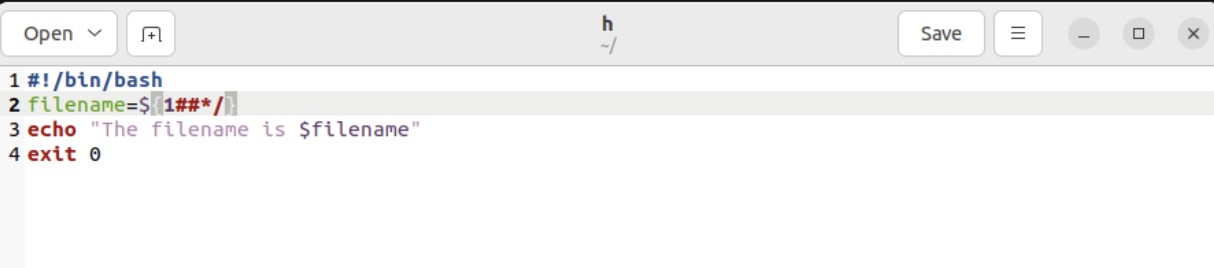 Open
h
~/
Save
1 #!/bin/bash
2 filename=${1##*/}
3 echo "The filename is $filename"
4 exit 0